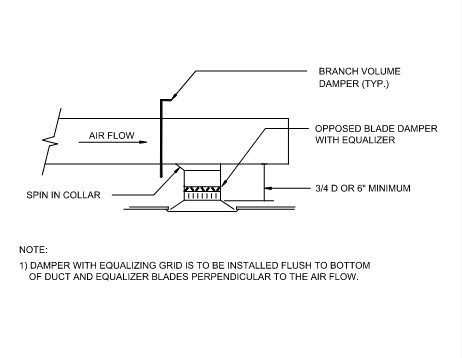 BRANCH VOLUME
DAMPER (TYP.)
AIR FLOW
OPPOSED BLADE DAMPER
WITH EQUALIZER
SPIN IN COLLAR
3/4 D OR 6" MINIMUM
NOTE:
1) DAMPER WITH EQUALIZING GRID IS TO BE INSTALLED FLUSH TO BOTTOM
OF DUCT AND EQUALIZER BLADES PERPENDICULAR TO THE AIR FLOW.